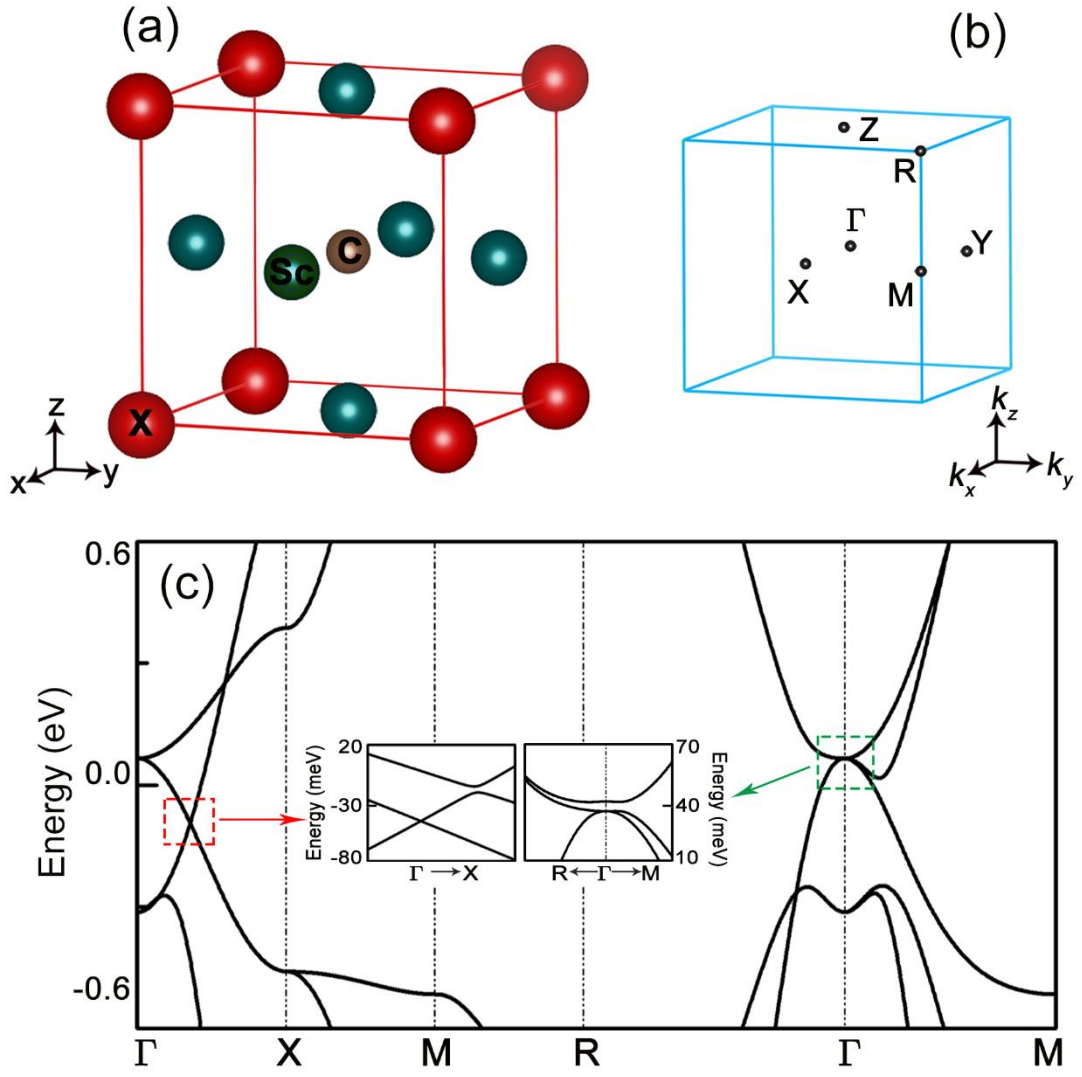 (a)
(b)
Z
R
Γ
Y
X
M
Sc
C
X
z
x
y
k_z
k_x
k_y
(c)
Energy (eV)
0.6
0.0
-0.6
Energy (meV)
20
-30
-80
Γ → X
70
40
10
Energy (meV)
R ← Γ → M
Γ
X
M
R
Γ
M